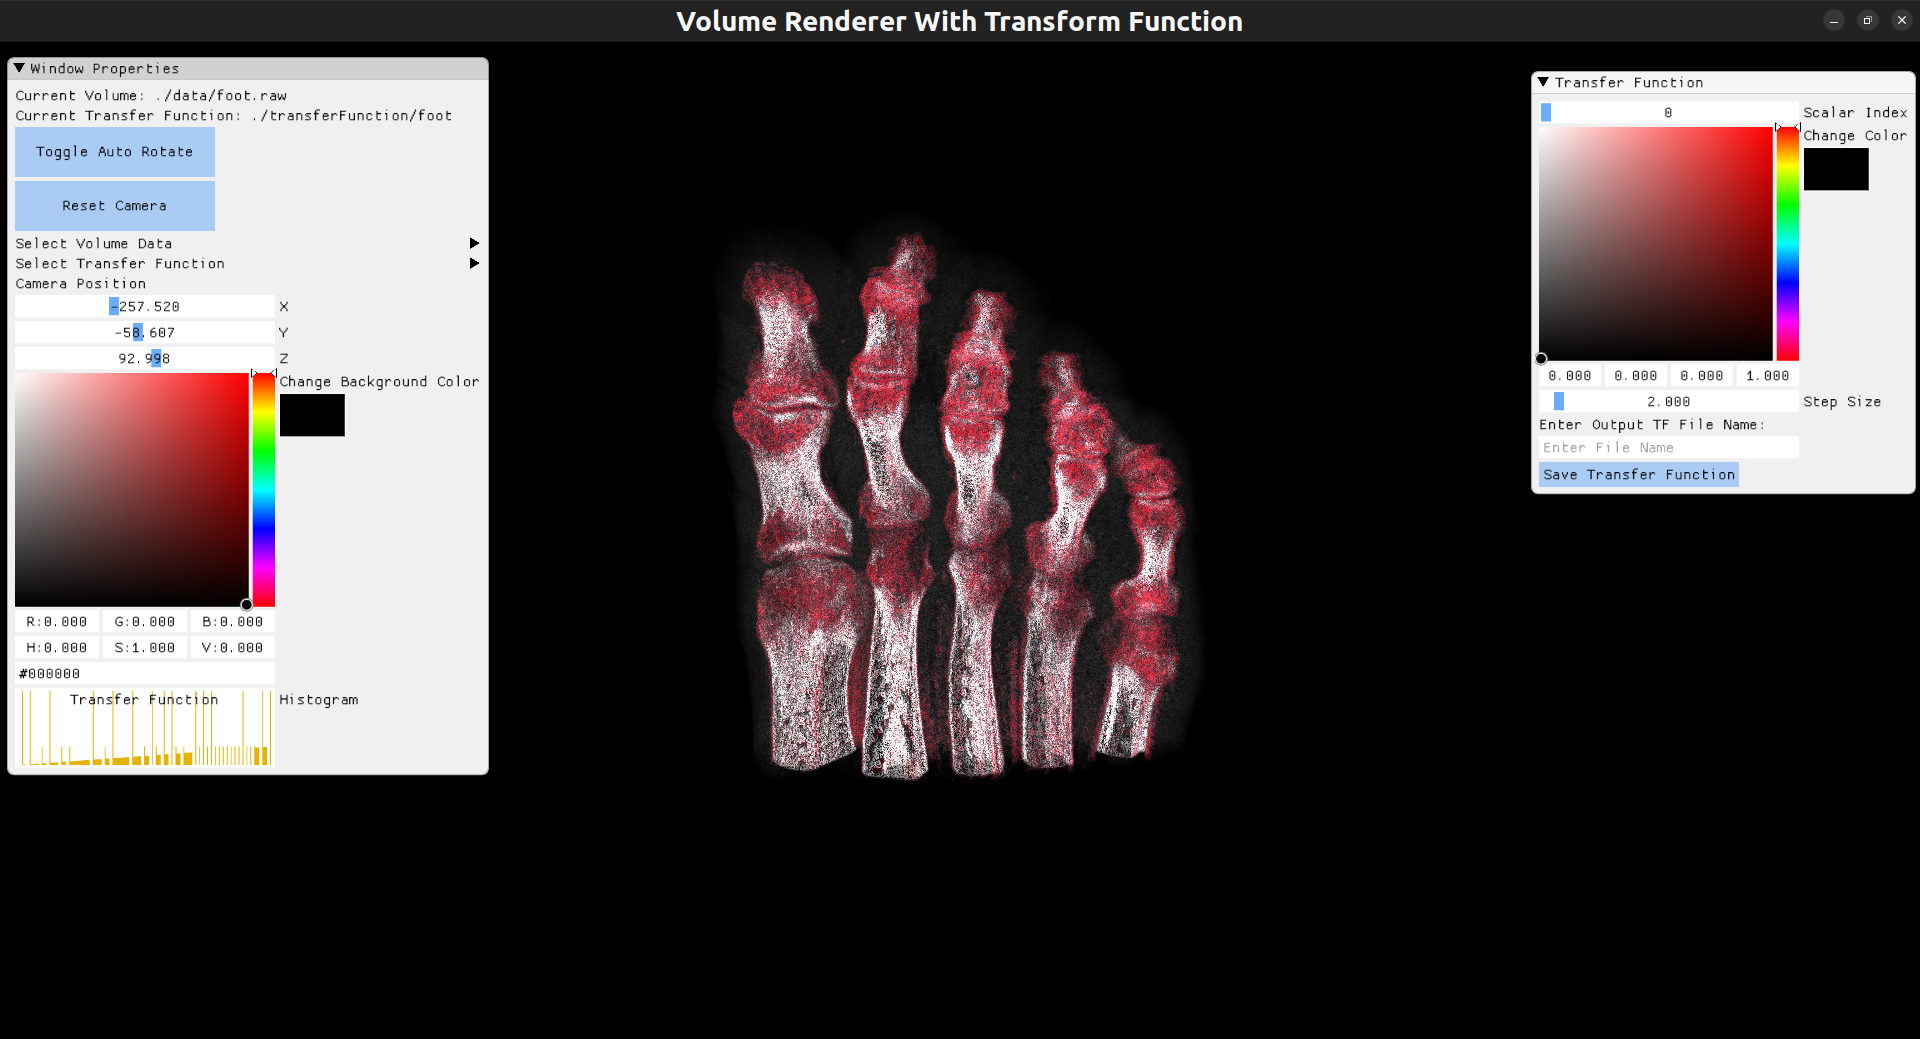 Volume Renderer With Transform Function
Window Properties
Current Volume: ./data/foot.raw
Current Transfer Function: ./transferFunction/foot
Toggle Auto Rotate
Reset Camera
Select Volume Data
Select Transfer Function
Camera Position
-257.520 X
-58.607 Y
92.998 Z
Change Background Color
R:0.000 G:0.000 B:0.000
H:0.000 S:1.000 V:0.000
#000000
Transfer Function Histogram
Transfer Function
0 Scalar Index
Change Color
0.000 0.000 0.000 1.000
2.000 Step Size
Enter Output TF File Name:
Enter File Name
Save Transfer Function